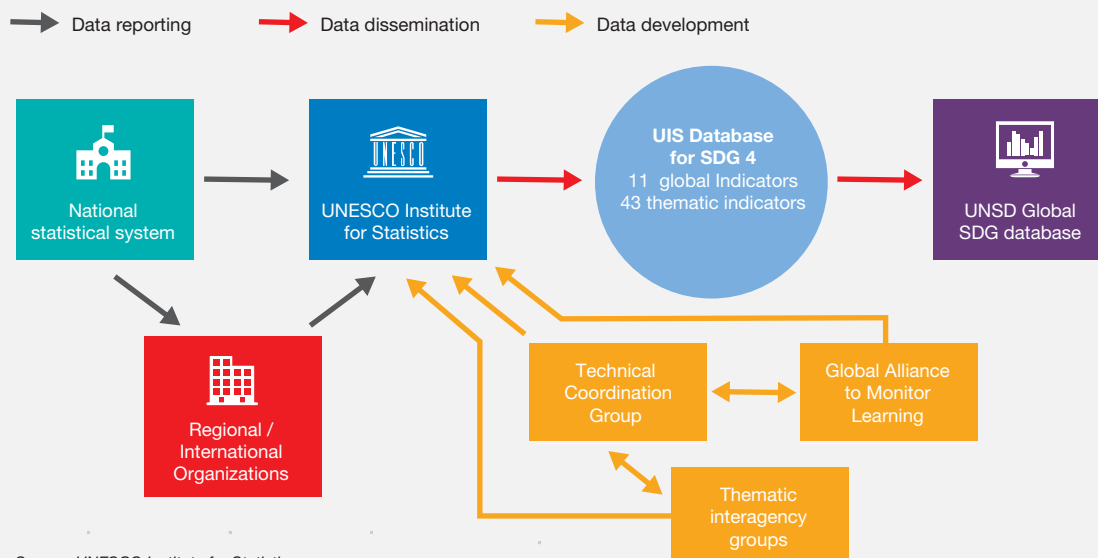 Data reporting
Data dissemination
Data development
National
statistical system
UNESCO
UNESCO Institute
for Statistics
UIS Database
for SDG 4
11 global Indicators
43 thematic indicators
UNSD Global
SDG database
Regional /
International
Organizations
Technical
Coordination
Group
Global Alliance
to Monitor
Learning
Thematic
interagency
groups